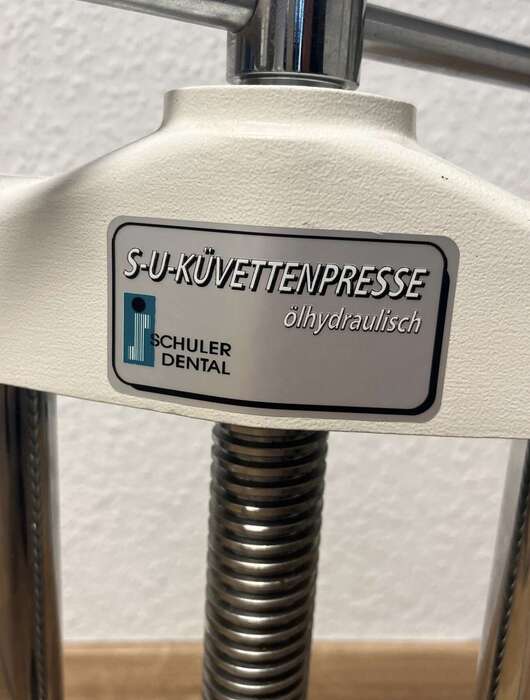 S-U-KÜVETTENPRESSE
ölhydraulisch
SCHULER
DENTAL